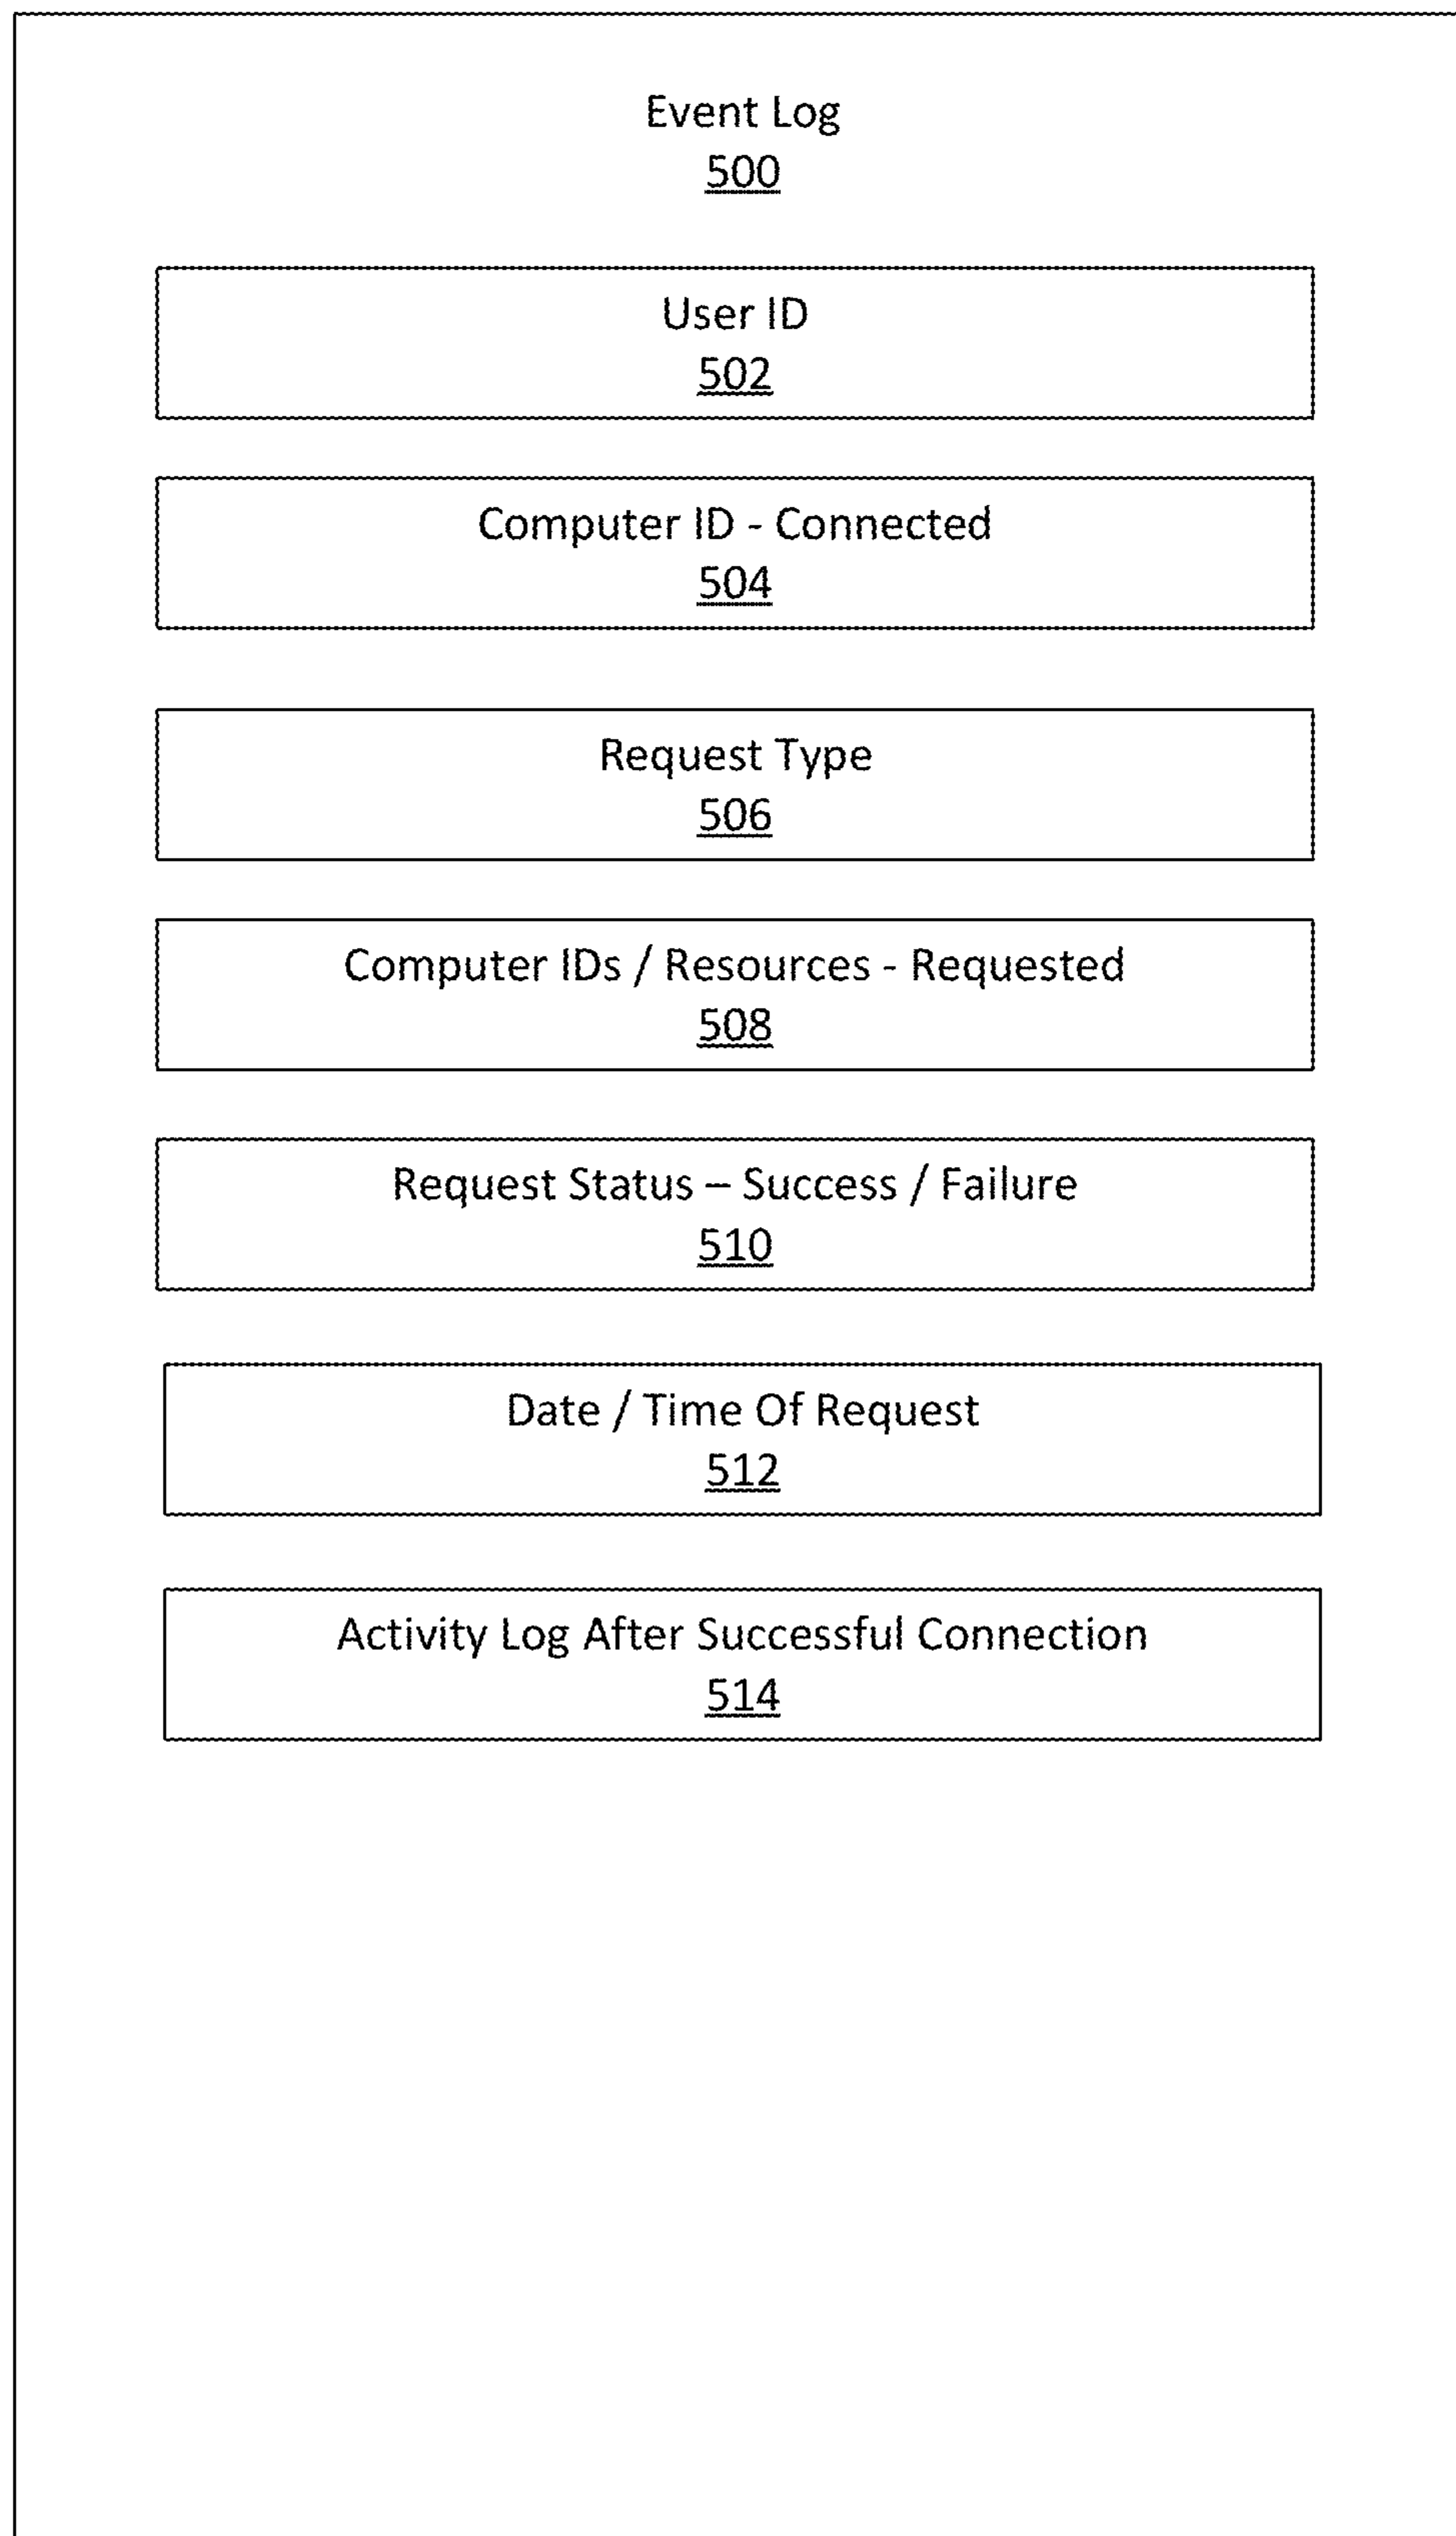 Event Log
500
User ID
502
Computer ID - Connected
504
Request Type
506
Computer IDs / Resources - Requested
508
Request Status – Success / Failure
510
Date / Time Of Request
512
Activity Log After Successful Connection
514